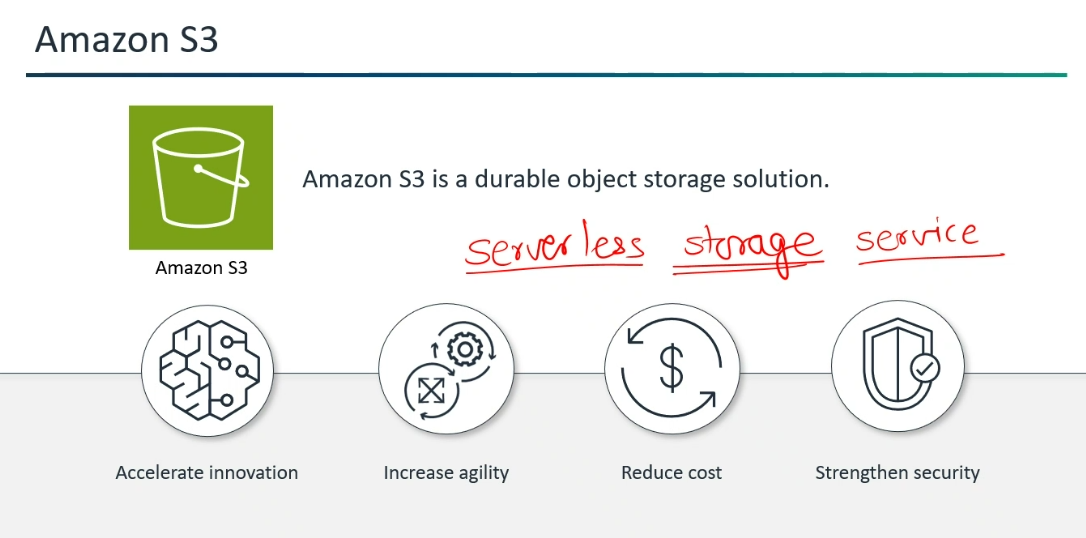 Amazon S3
Amazon S3 is a durable object storage solution.
serverless storage service
Amazon S3
$
Accelerate innovation
Increase agility
Reduce cost
Strengthen security